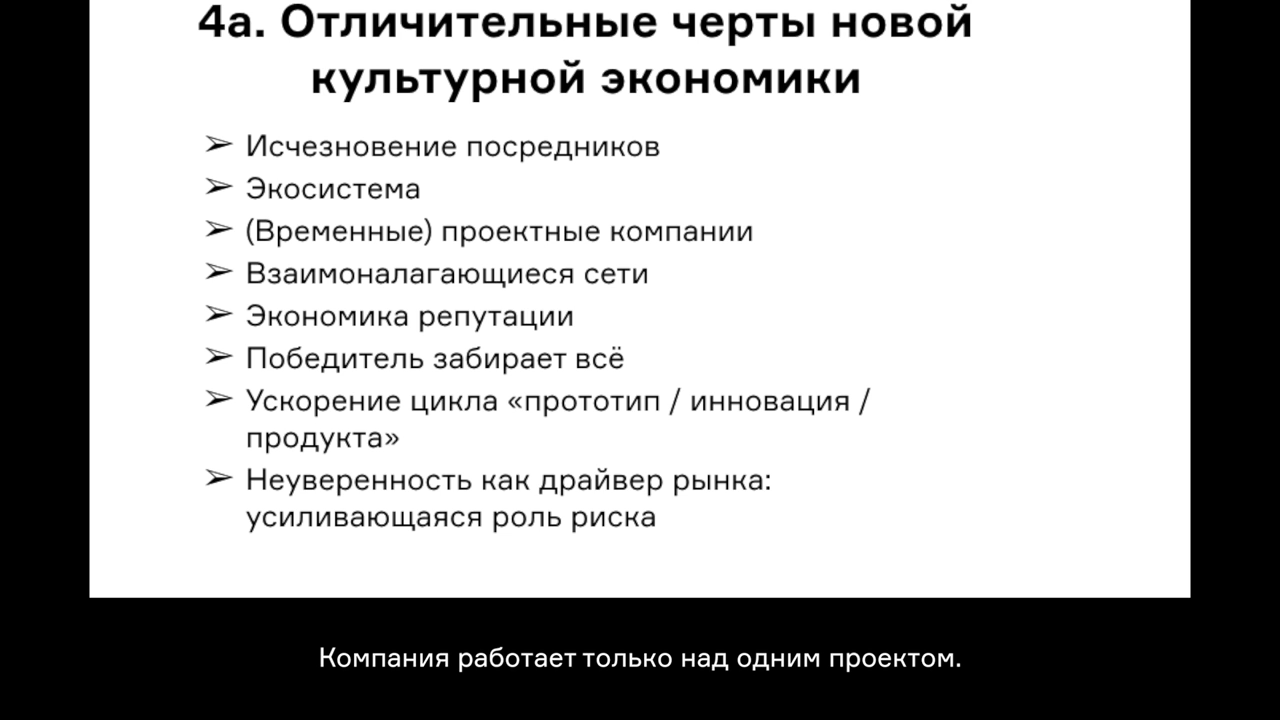 4а. Отличительные черты новой
культурной экономики
➢ Исчезновение посредников
➢ Экосистема
➢ (Временные) проектные компании
➢ Взаимоналагающиеся сети
➢ Экономика репутации
➢ Победитель забирает всё
➢ Ускорение цикла «прототип / инновация /
продукта»
➢ Неуверенность как драйвер рынка:
усиливающаяся роль риска
Компания работает только над одним проектом.